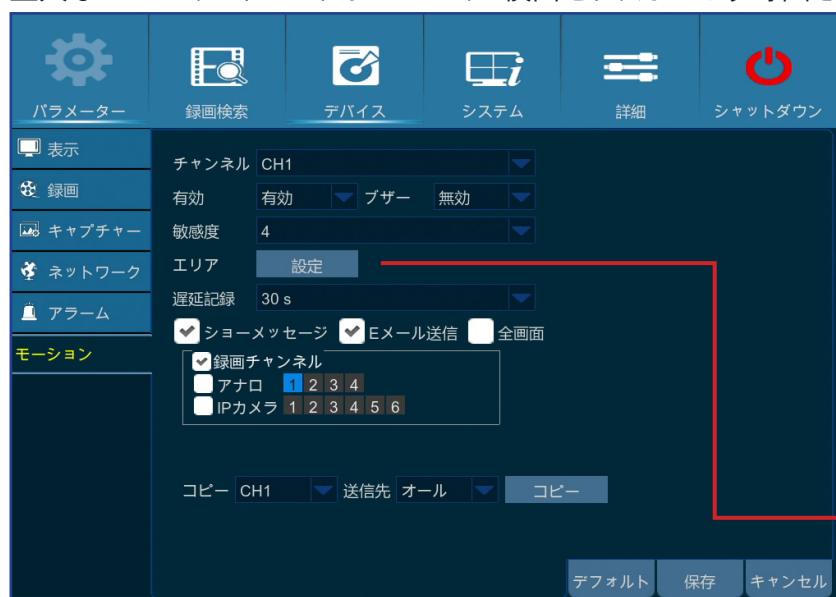 パラメーター
録画検索
デバイス
システム
詳細
シャットダウン
表示
録画
キャプチャー
ネットワーク
アラーム
モーション
チャンネル CH1
有効 有効 ブザー 無効
敏感度 4
エリア 設定
遅延記録 30 s
ショーメッセージ Eメール送信 全画面
録画チャンネル
アナロ 1 2 3 4
IPカメラ 1 2 3 4 5 6
コピー CH1 送信先 オール コピー
デフォルト 保存 キャンセル